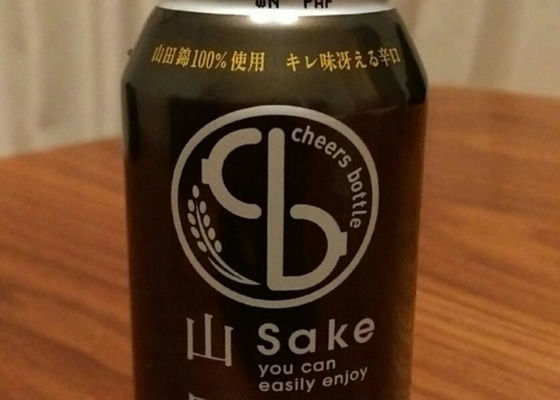 山田錦100%使用 キレ味冴える辛口
cheers bottle
cb
山
Sake
you can
easily enjoy